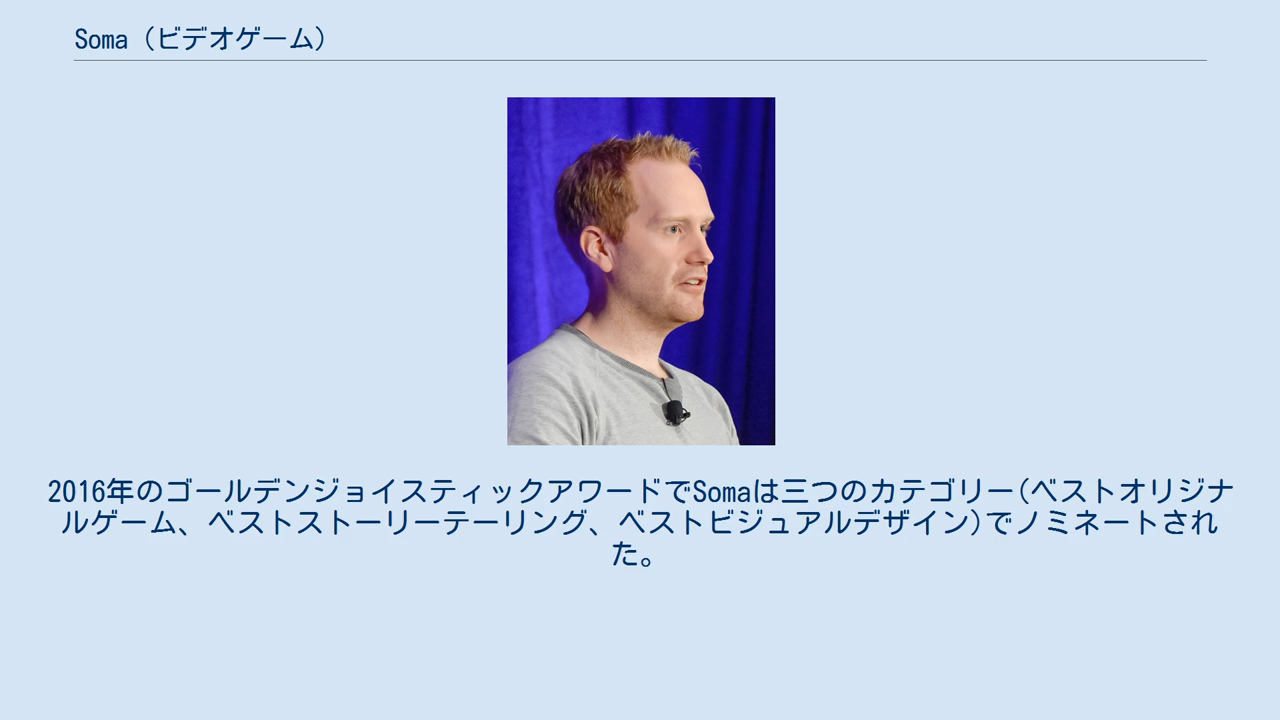 Soma（ビデオゲーム）
2016年のゴールデンジョイスティックアワードでSomaは三つのカテゴリー(ベストオリジナ
ルゲーム、ベストストーリーテーリング、ベストビジュアルデザイン)でノミネートされ
た。